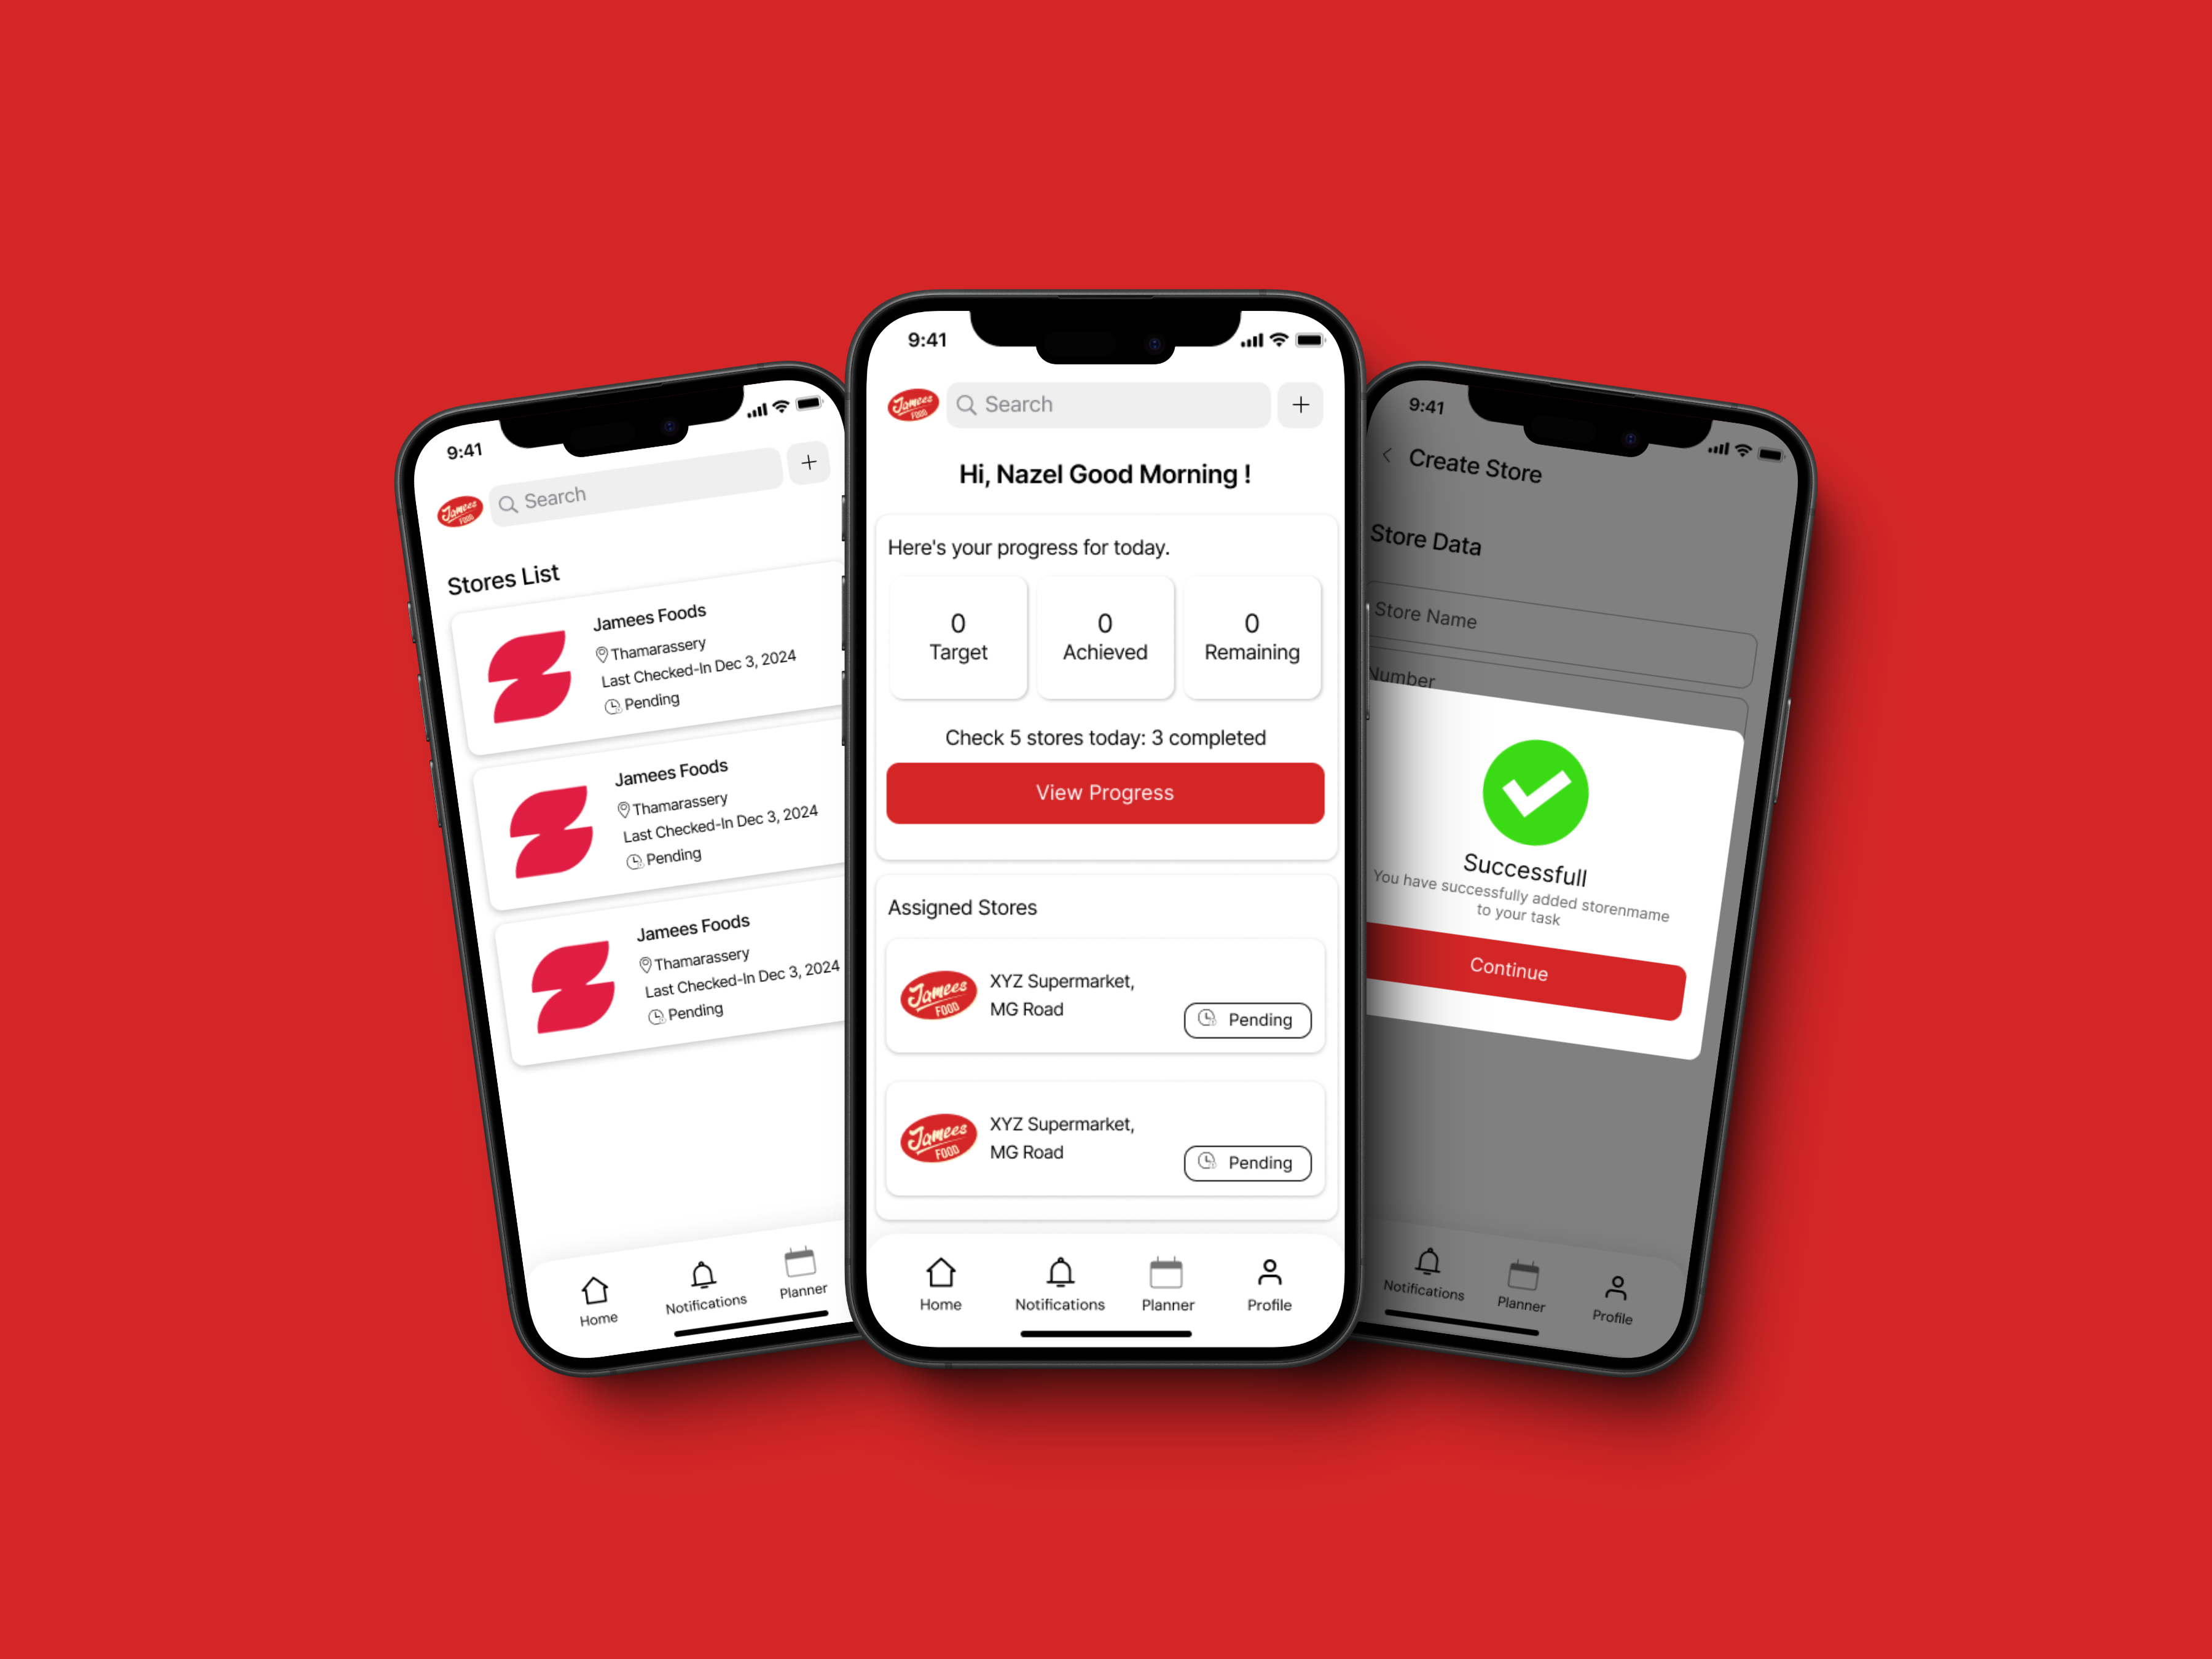 9:41
Jamees
FOOD
Search
+
Stores List
Jamees Foods
Thamarassery
Last Checked-In Dec 3, 2024
Pending
Jamees Foods
Thamarassery
Last Checked-In Dec 3, 2024
Pending
Jamees Foods
Thamarassery
Last Checked-In Dec 3, 2024
Pending
Home
Notifications
Planner
9:41
Jamees
FOOD
Search
+
Hi, Nazel Good Morning !
Here's your progress for today.
0
Target
0
Achieved
0
Remaining
Check 5 stores today: 3 completed
View Progress
Assigned Stores
Jamees
FOOD
XYZ Supermarket,
MG Road
Pending
Jamees
FOOD
XYZ Supermarket,
MG Road
Pending
Home
Notifications
Planner
Profile
9:41
Create Store
Store Data
Store Name
Number
Successfull
You have successfully added storenmame
to your task
Continue
Notifications
Planner
Profile